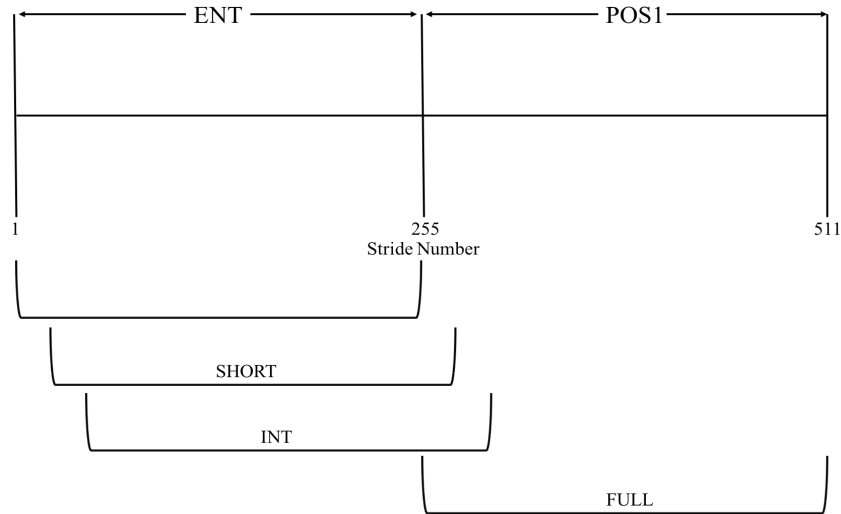 ENT POS1
1 255 511
Stride Number
SHORT
INT
FULL